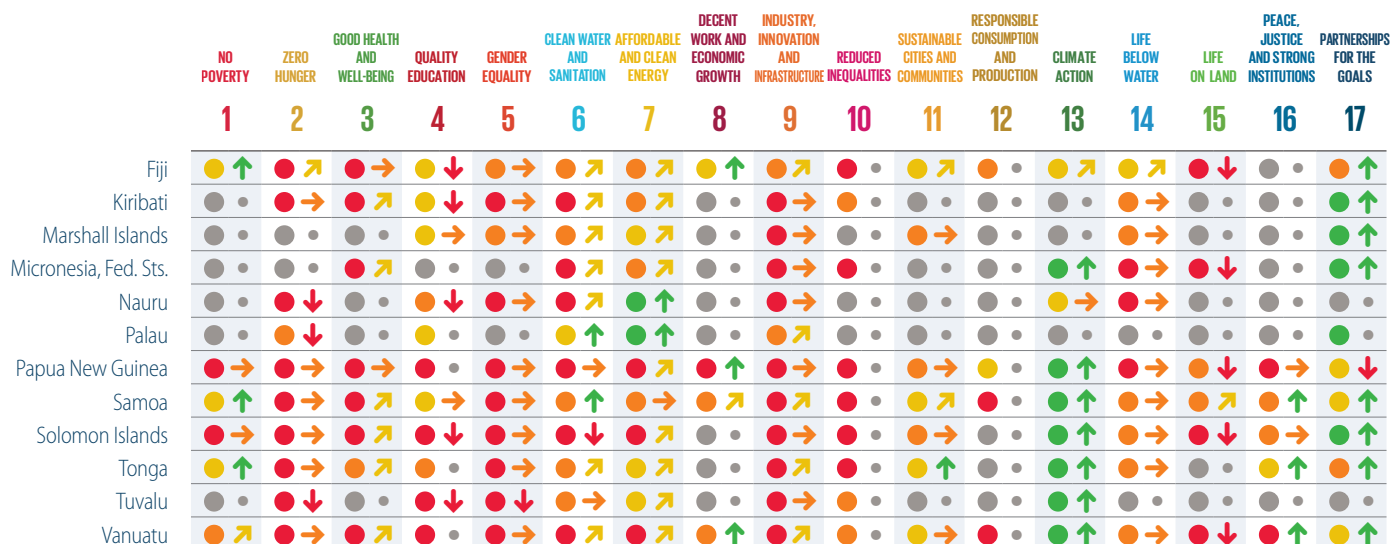 NO
POVERTY
ZERO
HUNGER
GOOD HEALTH
AND
WELL-BEING
QUALITY
EDUCATION
GENDER
EQUALITY
CLEAN WATER
AND
SANITATION
AFFORDABLE
AND CLEAN
ENERGY
DECENT
WORK AND
ECONOMIC
GROWTH
INDUSTRY,
INNOVATION
AND
INFRASTRUCTURE
REDUCED
INEQUALITIES
SUSTAINABLE
CITIES AND
COMMUNITIES
RESPONSIBLE
CONSUMPTION
AND
PRODUCTION
CLIMATE
ACTION
LIFE
BELOW
WATER
LIFE
ON LAND
PEACE,
JUSTICE
AND STRONG
INSTITUTIONS
PARTNERSHIPS
FOR THE
GOALS
1 2 3 4 5 6 7 8 9 10 11 12 13 14 15 16 17
Fiji
Kiribati
Marshall Islands
Micronesia, Fed. Sts.
Nauru
Palau
Papua New Guinea
Samoa
Solomon Islands
Tonga
Tuvalu
Vanuatu